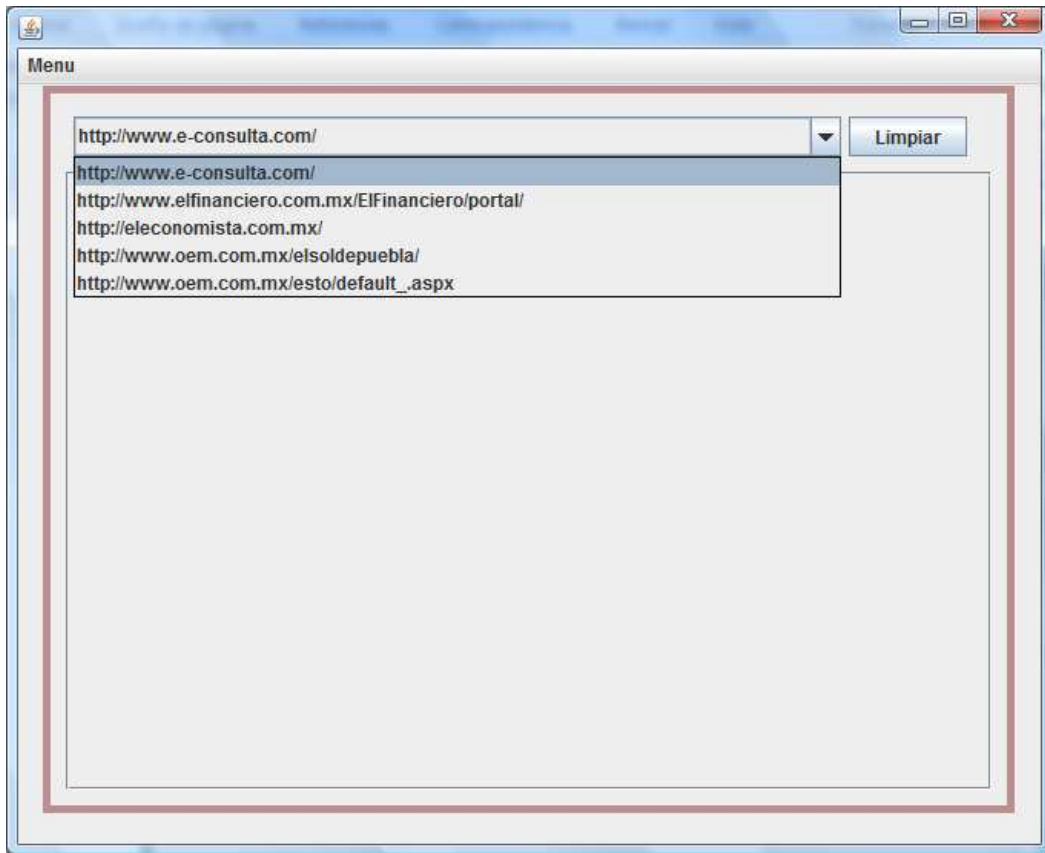 Menu
http://www.e-consulta.com/
Limpiar
http://www.e-consulta.com/
http://www.elfinanciero.com.mx/ElFinanciero/portal/
http://eleconomista.com.mx/
http://www.oem.com.mx/elsoldepuebla/
http://www.oem.com.mx/esto/default_.aspx